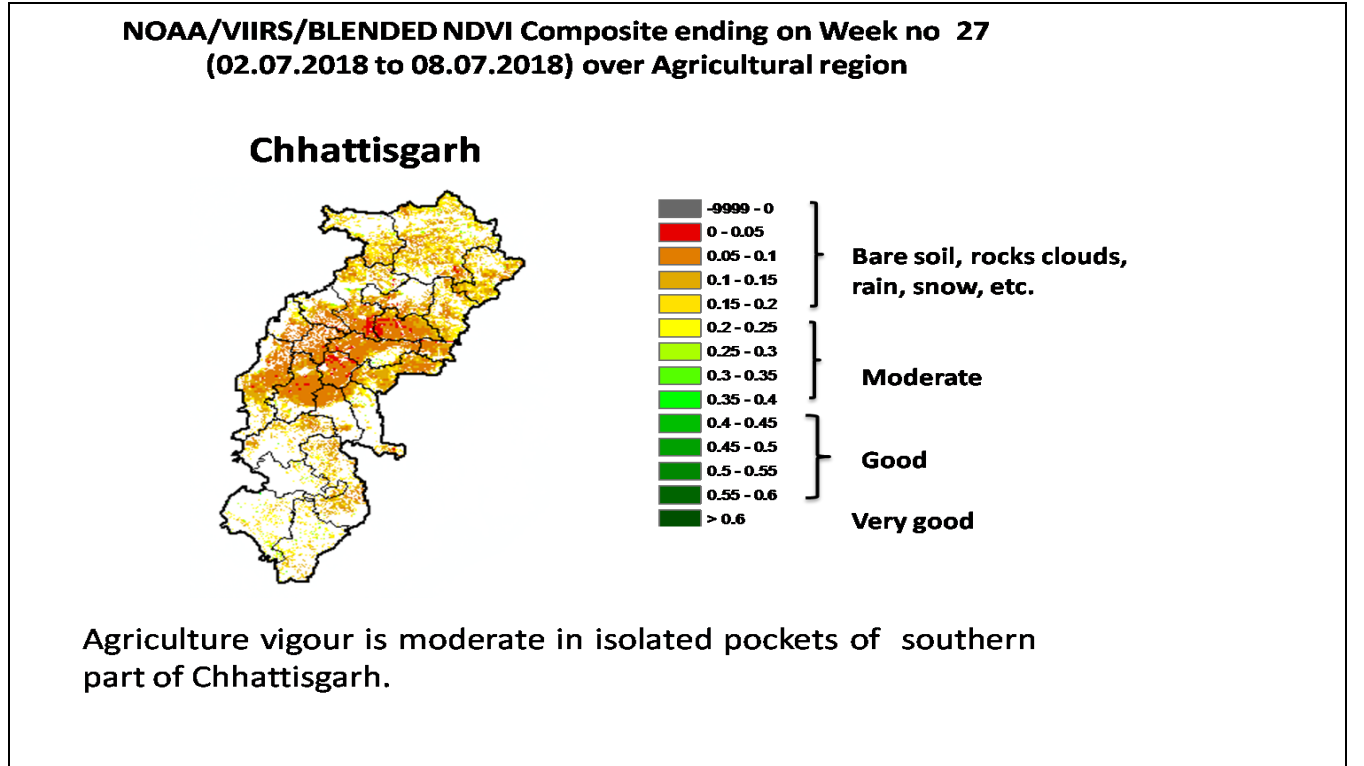 NOAA/VIIRS/BLENDED NDVI Composite ending on Week no 27
(02.07.2018 to 08.07.2018) over Agricultural region
Chhattisgarh
-9999 - 0
0 - 0.05
0.05 - 0.1
0.1 - 0.15
0.15 - 0.2
0.2 - 0.25
0.25 - 0.3
0.3 - 0.35
0.35 - 0.4
0.4 - 0.45
0.45 - 0.5
0.5 - 0.55
0.55 - 0.6
> 0.6
Bare soil, rocks clouds,
rain, snow, etc.
Moderate
Good
Very good
Agriculture vigour is moderate in isolated pockets of southern
part of Chhattisgarh.